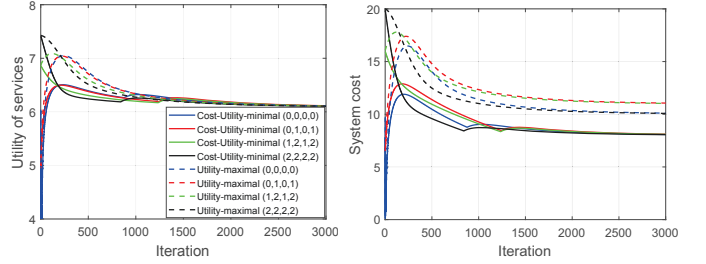 8
7
6
5
4
Utility of services
0
500
1000
1500
2000
2500
3000
Iteration
Cost-Utility-minimal (0,0,0,0)
Cost-Utility-minimal (0,1,0,1)
Cost-Utility-minimal (1,2,1,2)
Cost-Utility-minimal (2,2,2,2)
Utility-maximal (0,0,0,0)
Utility-maximal (0,1,0,1)
Utility-maximal (1,2,1,2)
Utility-maximal (2,2,2,2)
20
15
10
5
0
System cost
0
500
1000
1500
2000
2500
3000
Iteration